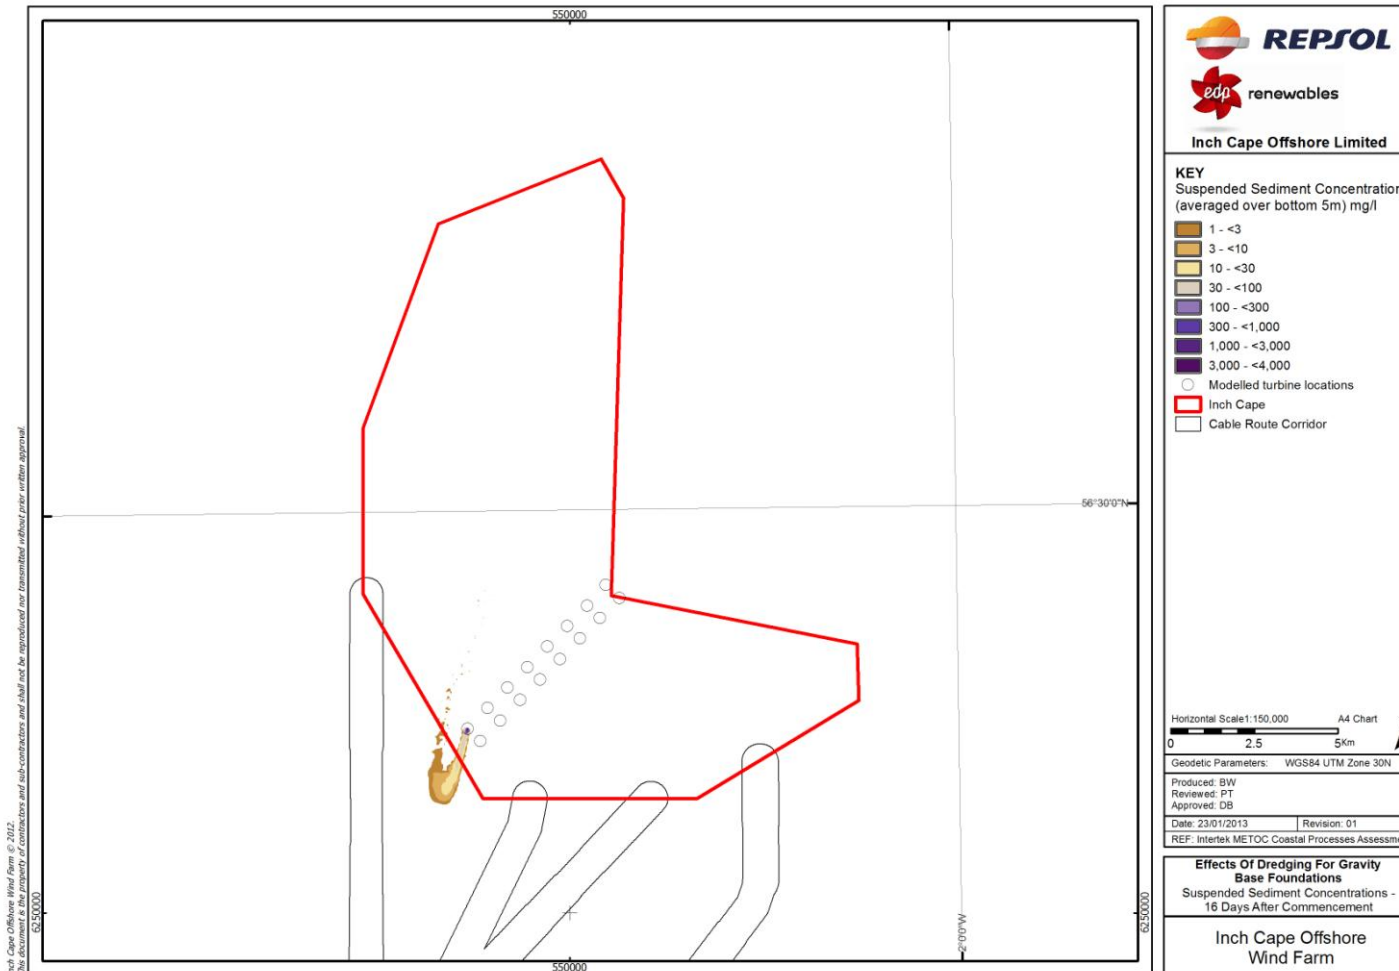 550000
REPSOL
edp renewables
Inch Cape Offshore Limited
KEY
Suspended Sediment Concentration
(averaged over bottom 5m) mg/l
1 - <3
3 - <10
10 - <30
30 - <100
100 - <300
300 - <1,000
1,000 - <3,000
3,000 - <4,000
Modelled turbine locations
Inch Cape
Cable Route Corridor
56°30'0"N
Horizontal Scale1:150,000 A4 Chart
0 2.5 5Km
Geodetic Parameters: WGS84 UTM Zone 30N
Produced: BW
Reviewed: PT
Approved: DB
Date: 23/01/2013 Revision: 01
REF: Intertek METOC Coastal Processes Assessm
Effects Of Dredging For Gravity
Base Foundations
Suspended Sediment Concentrations -
16 Days After Commencement
Inch Cape Offshore
Wind Farm
6250000
6250000
2°0'0"W
550000
nch Cape Offshore Wind Farm © 2012.
his document is the property of contractors and sub-contractors and shall not be reproduced nor transmitted without prior written approval.